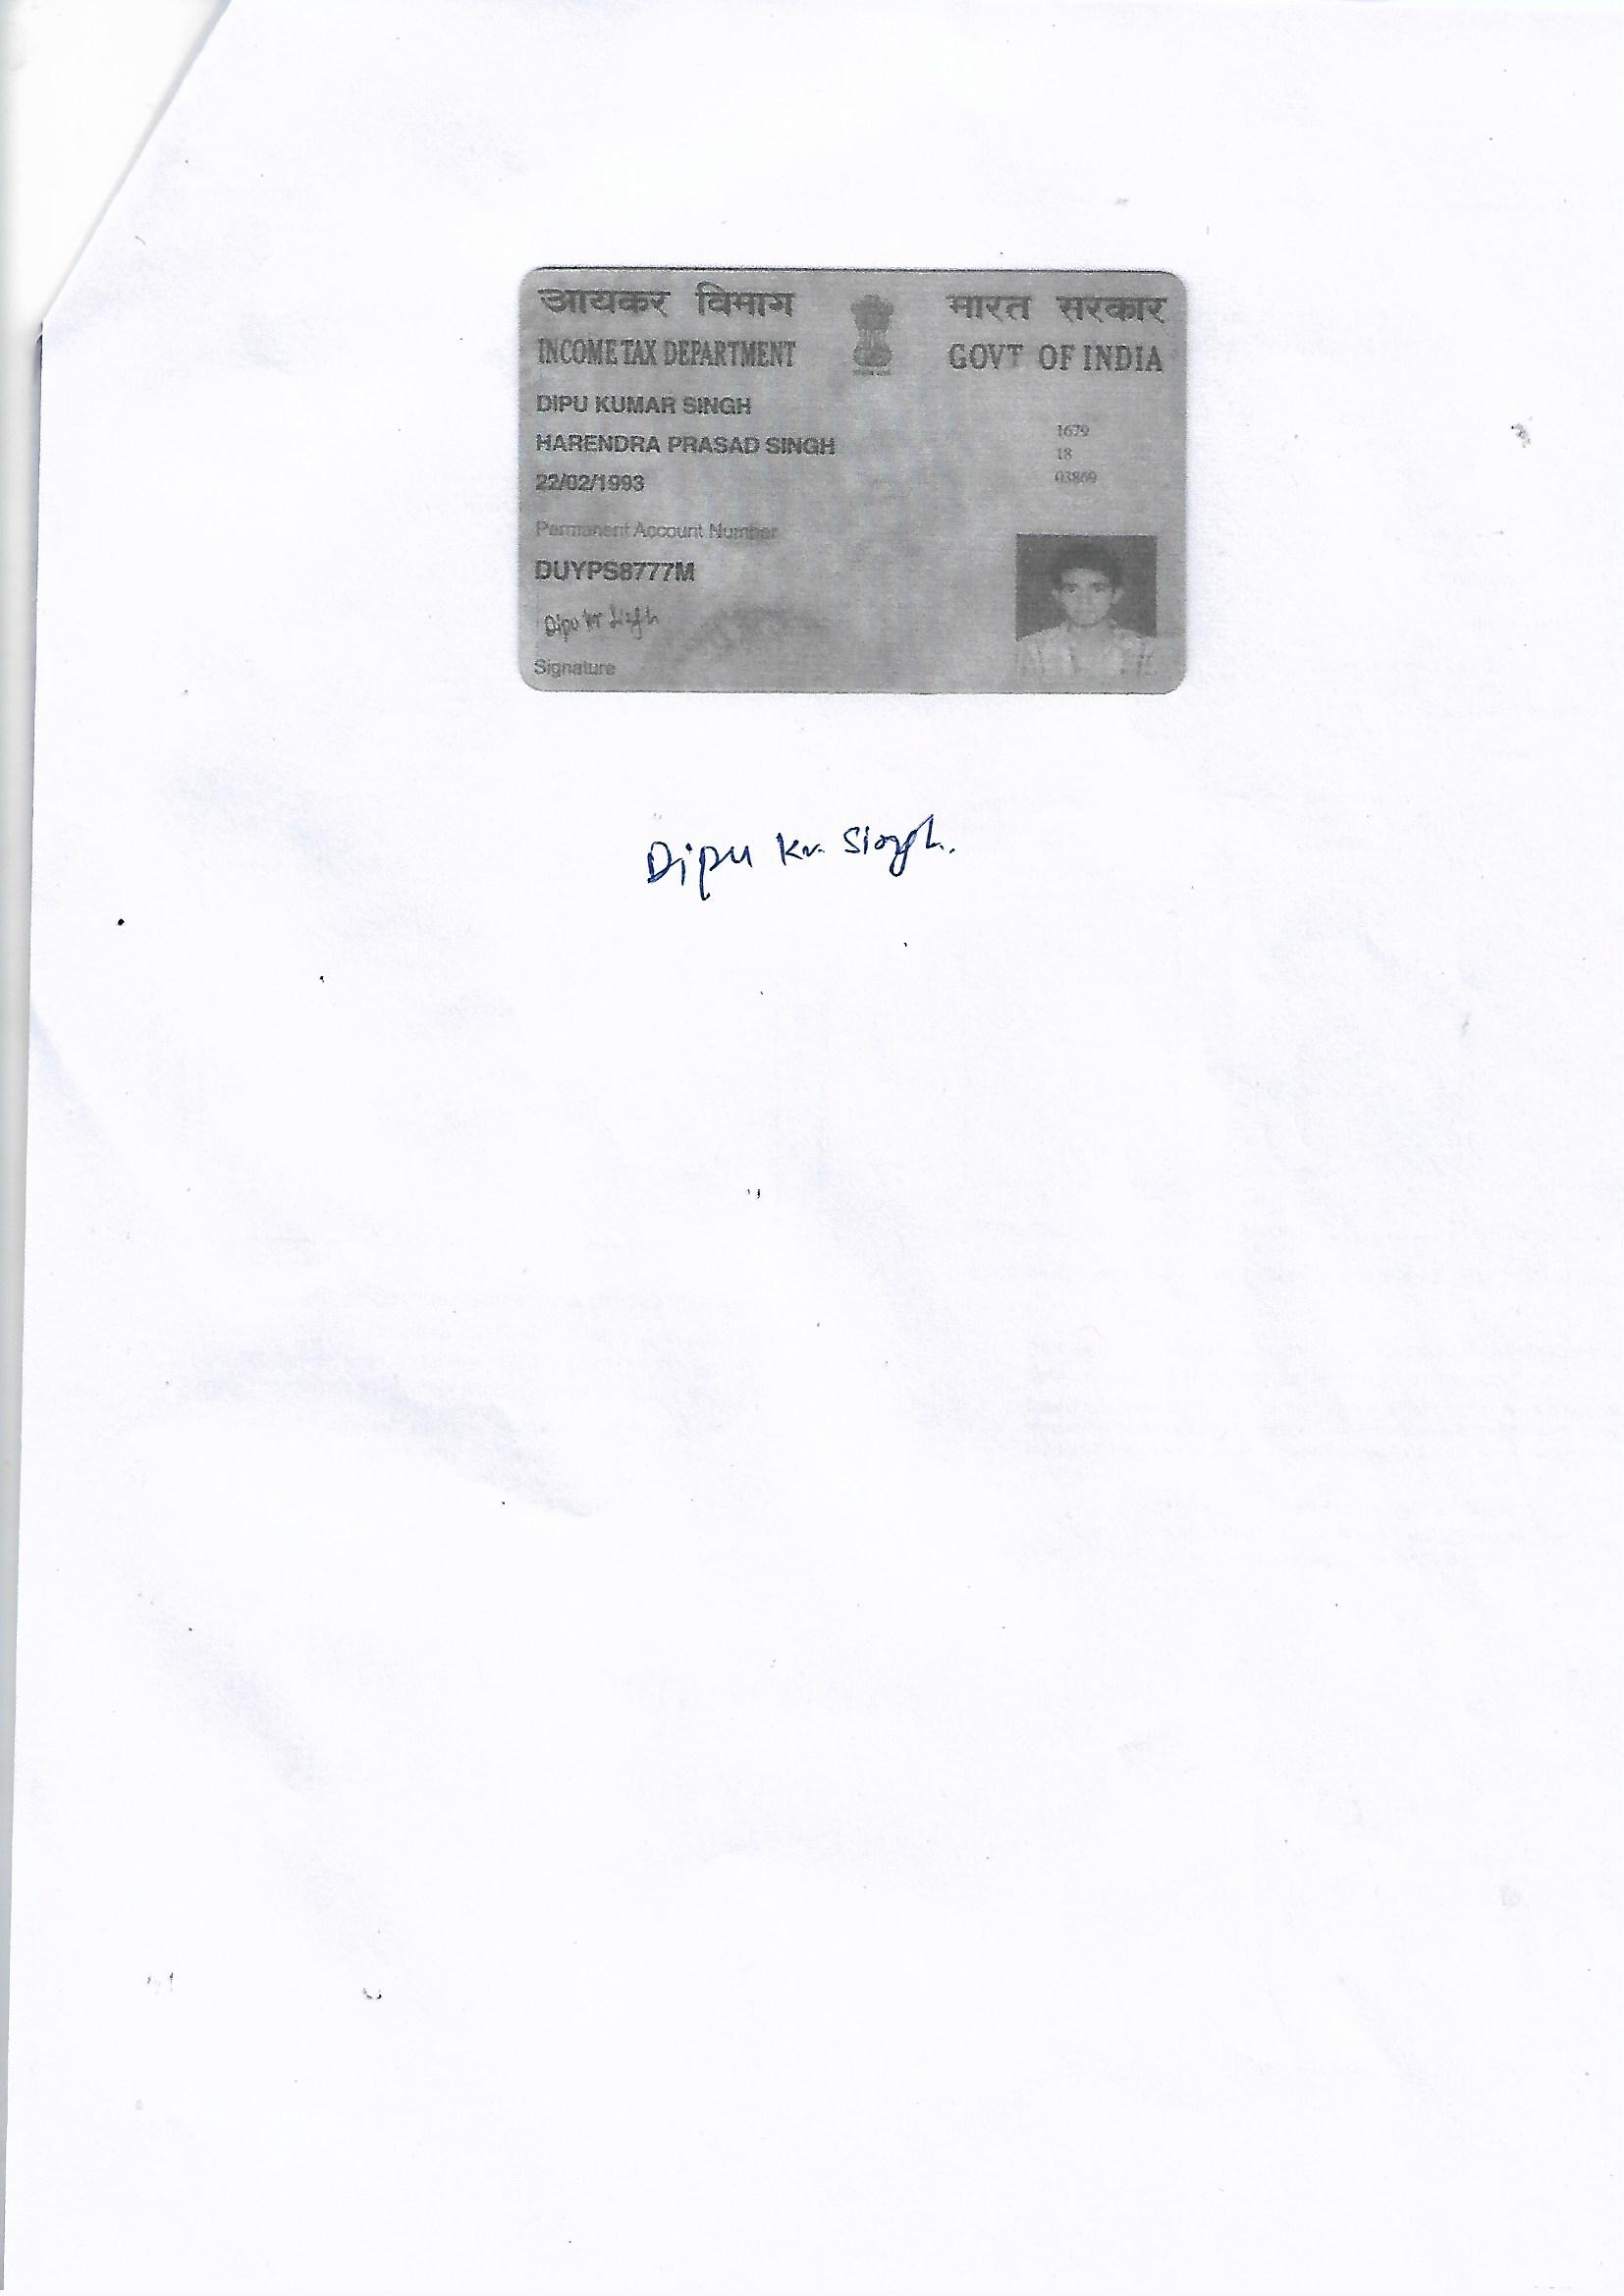 आयकर विभाग
भारत सरकार
INCOME TAX DEPARTMENT
GOVT OF INDIA
DIPU KUMAR SINGH
HARENDRA PRASAD SINGH
22/02/1993
1679
18
03869
Permanent Account Number
DUYPS8777M
Dipu kr Singh
Signature
Dipu kr. Singh.